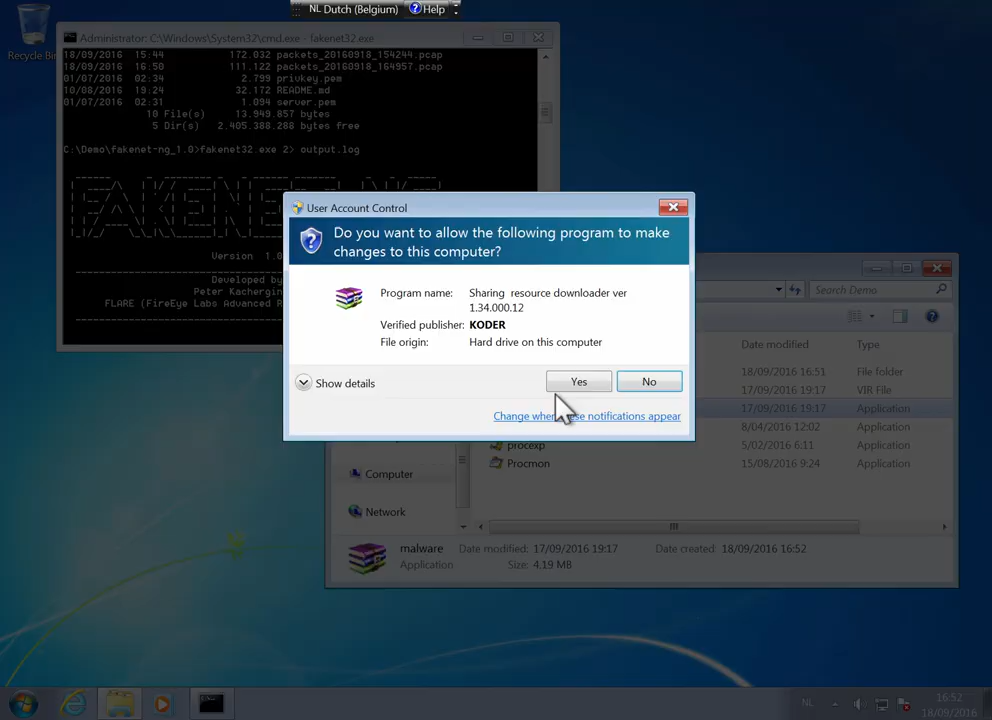 NL Dutch (Belgium) Help
Recycle Bin
Administrator: C:\Windows\System32\cmd.exe - fakenet32.exe
18/09/2016 15:44 172.032 packets_20160918_154244.pcap
18/09/2016 16:50 111.122 packets_20160918_164957.pcap
01/07/2016 02:34 2.799 privkey.pem
10/08/2016 19:24 32.172 README.md
01/07/2016 02:31 1.094 server.pem
10 File(s) 13.949.857 bytes
5 Dir(s) 2.405.388.288 bytes free
C:\Demo\fakenet-ng_1.0>fakenet32.exe 2> output.log
Version 1.0
Developed by
Peter Kacherginsky
FLARE (FireEye Labs Advanced R
User Account Control
Do you want to allow the following program to make
changes to this computer?
Program name: Sharing resource downloader ver
1.34.000.12
Verified publisher: KODER
File origin: Hard drive on this computer
Show details
Yes
No
Change when these notifications appear
Search Demo
Date modified Type
18/09/2016 16:51 File folder
17/09/2016 19:17 VIR File
17/09/2016 19:17 Application
8/04/2016 12:02 Application
procexp 5/02/2016 6:11 Application
Procmon 15/08/2016 9:24 Application
Computer
Network
malware Date modified: 17/09/2016 19:17 Date created: 18/09/2016 16:52
Application Size: 4.19 MB
NL
16:52
18/09/2016